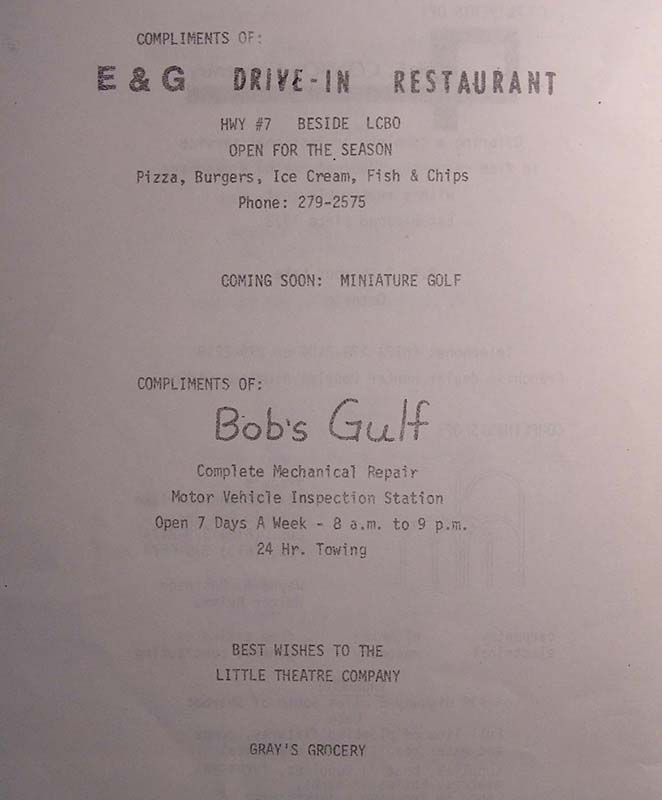 COMPLIMENTS OF:
E & G DRIVE-IN RESTAURANT
HWY #7 BESIDE LCBO
OPEN FOR THE SEASON
Pizza, Burgers, Ice Cream, Fish & Chips
Phone: 279-2575
COMING SOON: MINIATURE GOLF
COMPLIMENTS OF:
Bob's Gulf
Complete Mechanical Repair
Motor Vehicle Inspection Station
Open 7 Days A Week - 8 a.m. to 9 p.m.
24 Hr. Towing
BEST WISHES TO THE
LITTLE THEATRE COMPANY
GRAY'S GROCERY